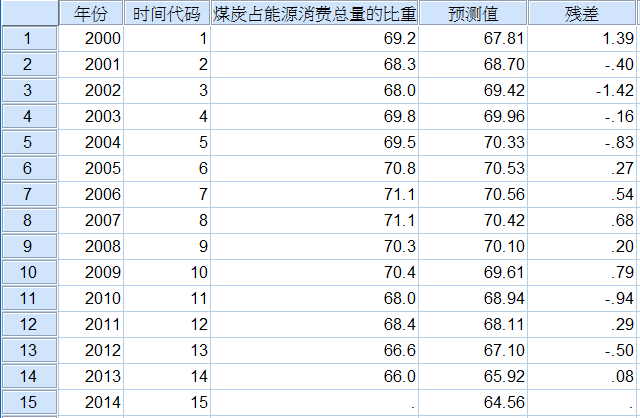 年份 时间代码 煤炭占能源消费总量的比重 预测值 残差
1 2000 1 69.2 67.81 1.39
2 2001 2 68.3 68.70 -.40
3 2002 3 68.0 69.42 -1.42
4 2003 4 69.8 69.96 -.16
5 2004 5 69.5 70.33 -.83
6 2005 6 70.8 70.53 .27
7 2006 7 71.1 70.56 .54
8 2007 8 71.1 70.42 .68
9 2008 9 70.3 70.10 .20
10 2009 10 70.4 69.61 .79
11 2010 11 68.0 68.94 -.94
12 2011 12 68.4 68.11 .29
13 2012 13 66.6 67.10 -.50
14 2013 14 66.0 65.92 .08
15 2014 15 . 64.56 .